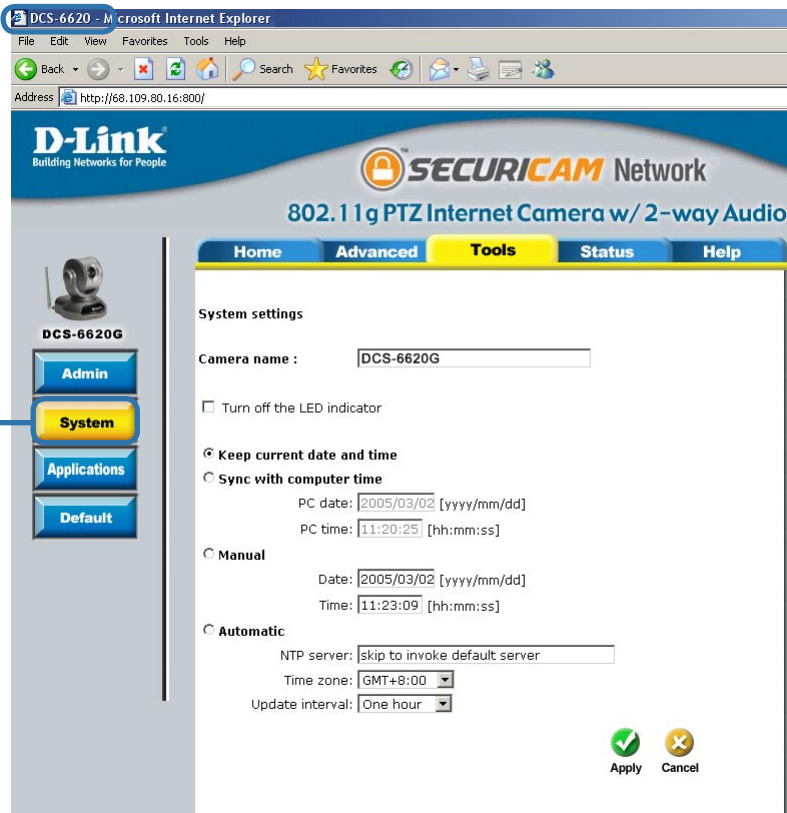 DCS-6620 - Microsoft Internet Explorer
File Edit View Favorites Tools Help
Back Search Favorites
Address http://68.109.80.16:800/
D-Link
Building Networks for People
SECURICAM Network
802.11g PTZ Internet Camera w/ 2-way Audio
Home Advanced Tools Status Help
DCS-6620G
Admin
System
Applications
Default
System settings
Camera name : DCS-6620G
Turn off the LED indicator
Keep current date and time
Sync with computer time
PC date: 2005/03/02 [yyyy/mm/dd]
PC time: 11:20:25 [hh:mm:ss]
Manual
Date: 2005/03/02 [yyyy/mm/dd]
Time: 11:23:09 [hh:mm:ss]
Automatic
NTP server: skip to invoke default server
Time zone: GMT+8:00
Update interval: One hour
Apply Cancel